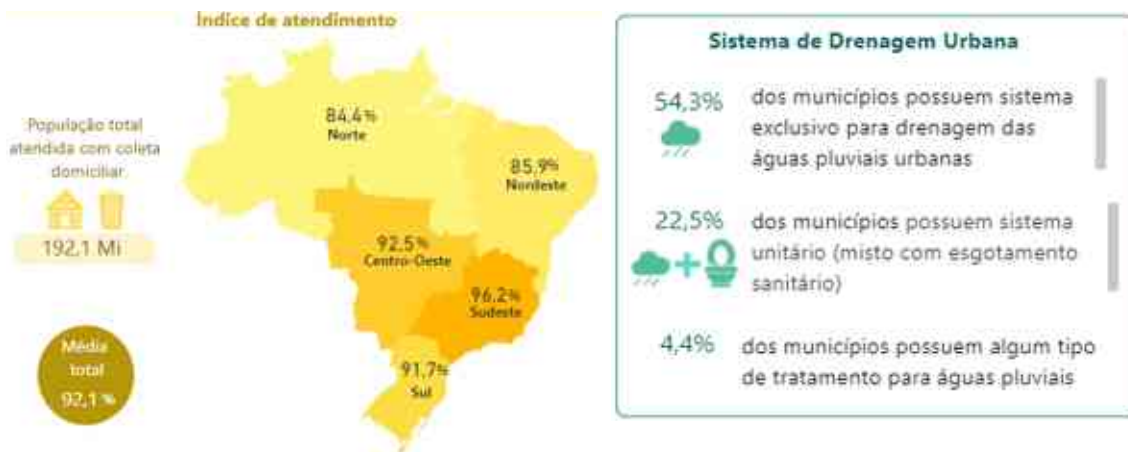 Índice de atendimento
População total
atendida com coleta
domiciliar
192,1 Mi
Média
total
92,1 %
84,4%
Norte
85,9%
Nordeste
92.5%
Centro-Oeste
96.2%
Sudeste
91.7%
Sul
Sistema de Drenagem Urbana
54,3%
dos municípios possuem sistema
exclusivo para drenagem das
águas pluviais urbanas
22,5%
dos municípios possuem sistema
unitário (misto com esgotamento
sanitário)
4,4%
dos municípios possuem algum tipo
de tratamento para águas pluviais